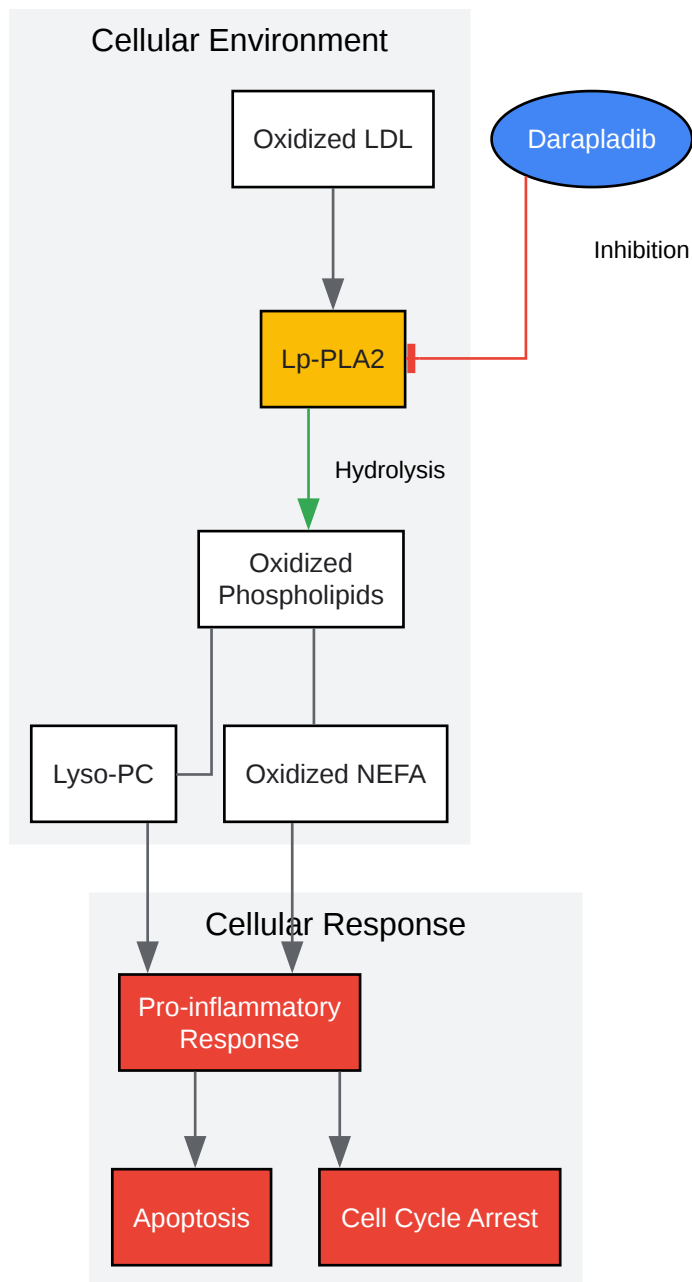 Cellular Environment
Oxidized LDL
Darapladib
Inhibition
Lp-PLA2
Hydrolysis
Oxidized
Phospholipids
Lyso-PC
Oxidized NEFA
Cellular Response
Pro-inflammatory
Response
Apoptosis
Cell Cycle Arrest